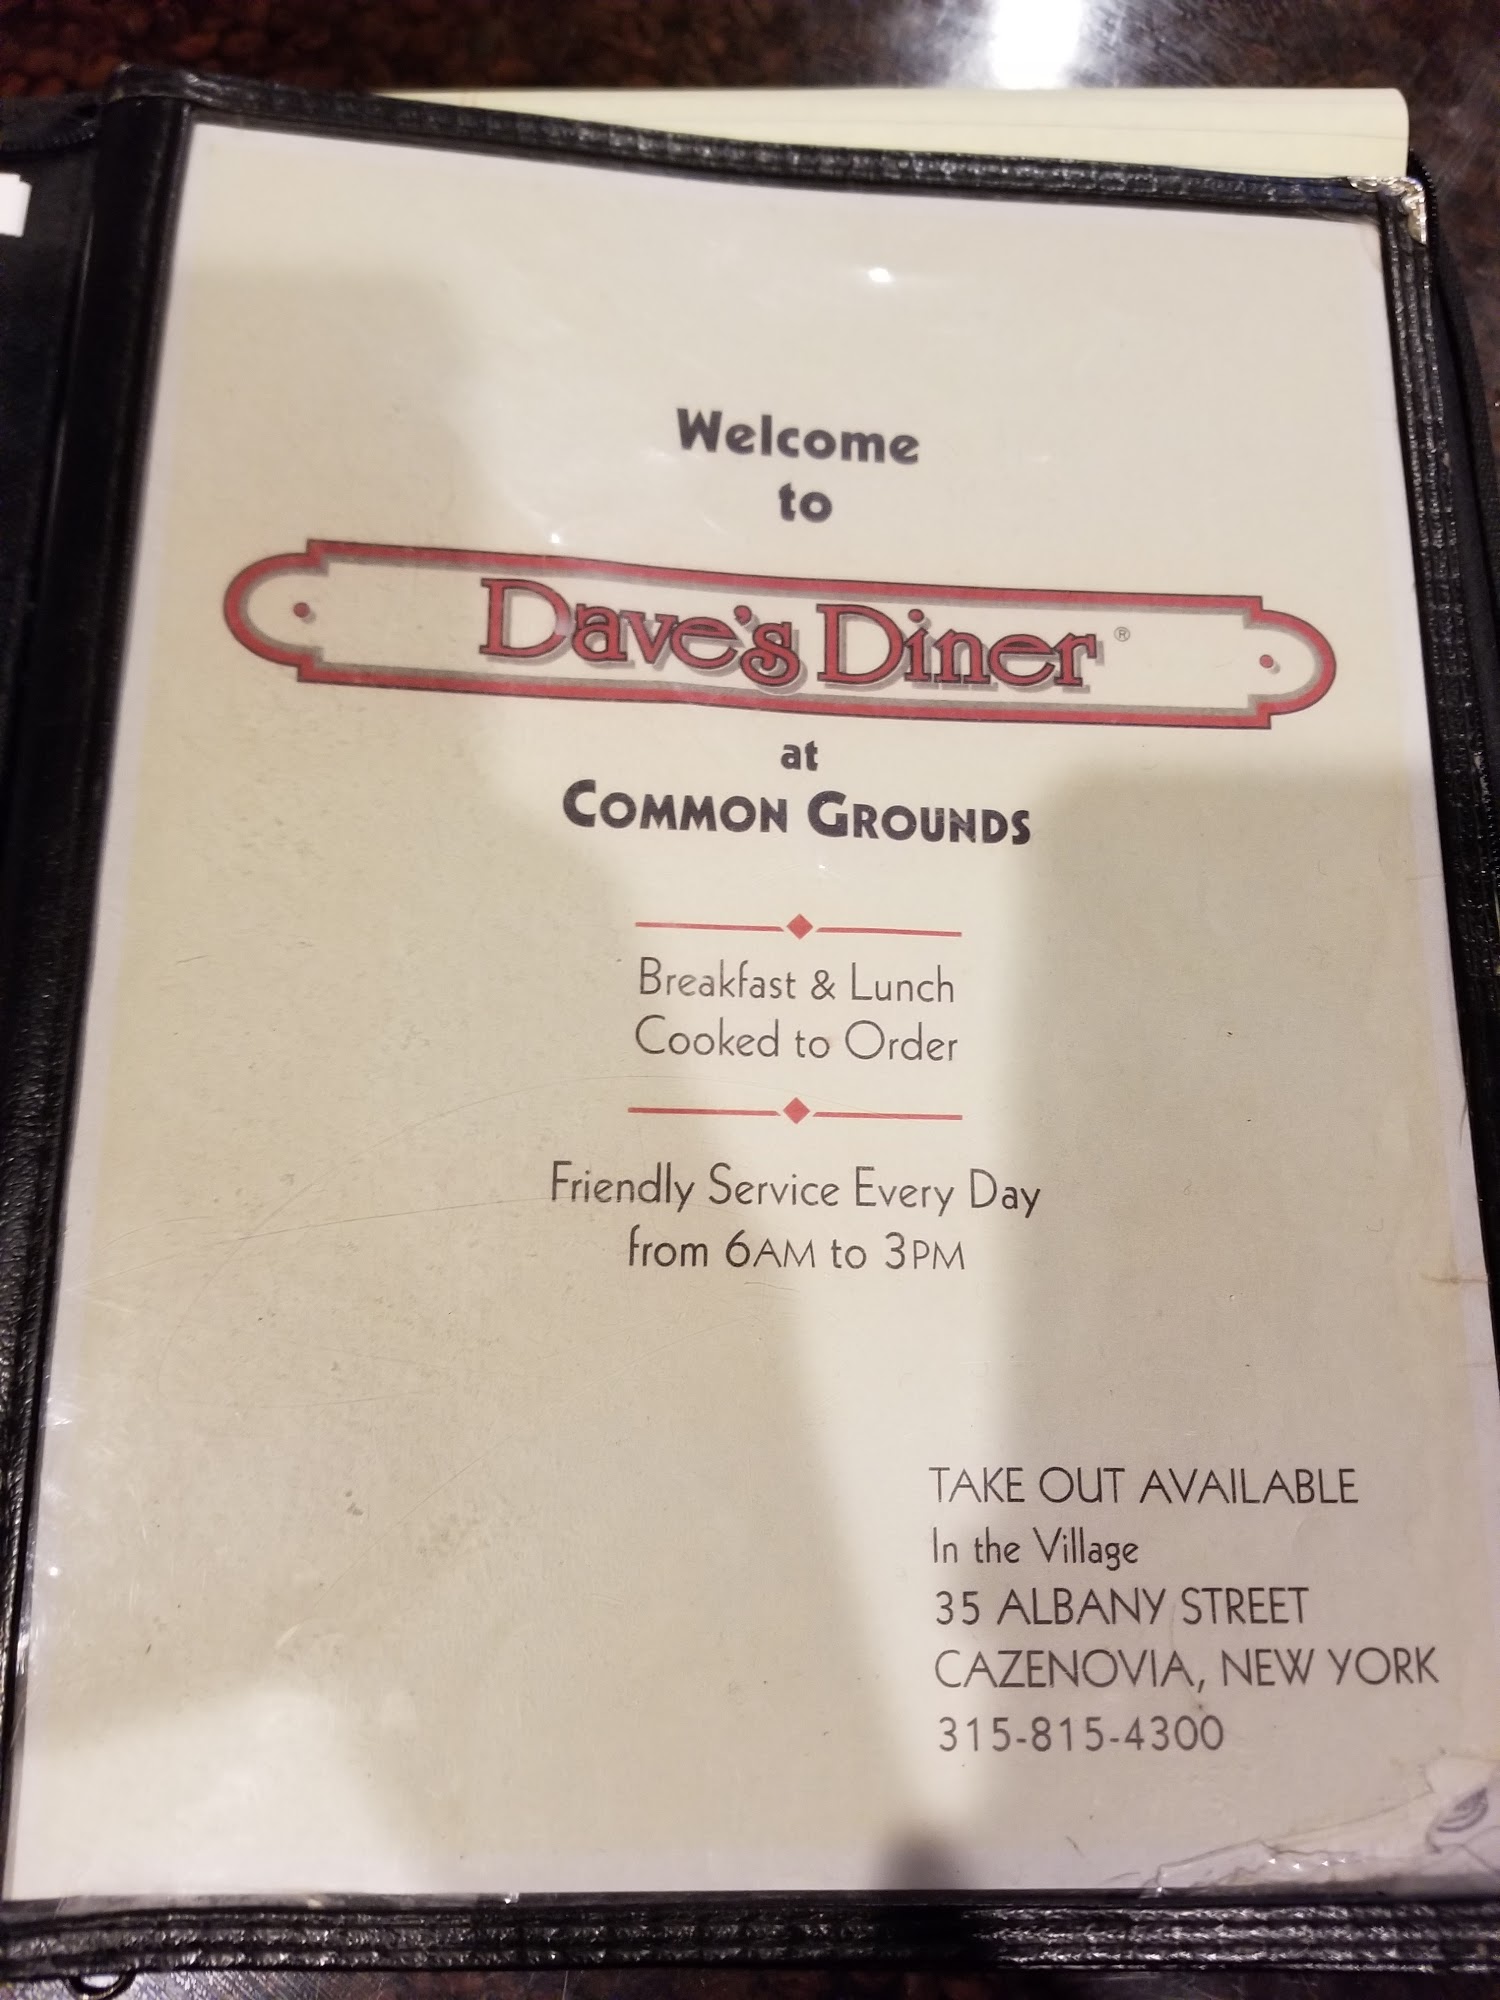 Welcome
to
Dave's Diner®
at
COMMON GROUNDS
Breakfast & Lunch
Cooked to Order
Friendly Service Every Day
from 6AM to 3PM
TAKE OUT AVAILABLE
In the Village
35 ALBANY STREET
CAZENOVIA, NEW YORK
315-815-4300